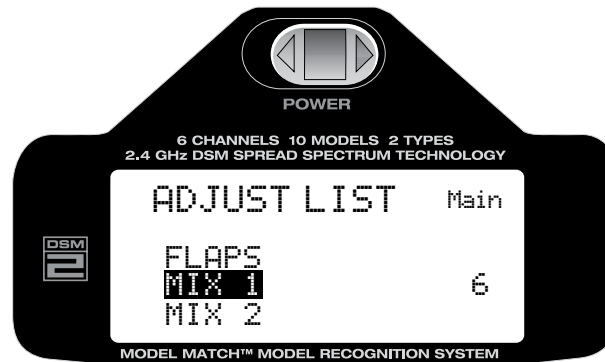 POWER
6 CHANNELS 10 MODELS 2 TYPES
2.4 GHz DSM SPREAD SPECTRUM TECHNOLOGY
ADJUST LIST Main
DSM
2
FLAPS
MIX 1 6
MIX 2
MODEL MATCH™ MODEL RECOGNITION SYSTEM